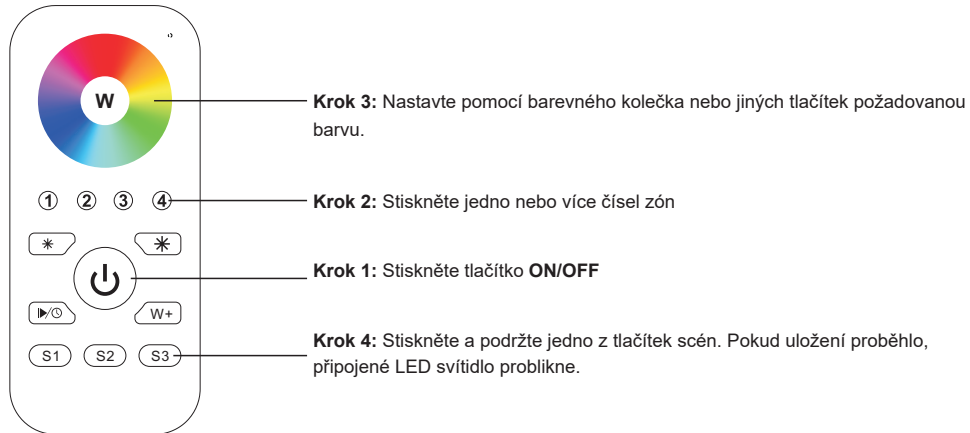 W
Krok 3: Nastavte pomocí barevného kolečka nebo jiných tlačítek požadovanou
barvu.
1 2 3 4
Krok 2: Stiskněte jedno nebo více čísel zón
Krok 1: Stiskněte tlačítko ON/OFF
W+
S1 S2 S3
Krok 4: Stiskněte a podržte jedno z tlačítek scén. Pokud uložení proběhlo,
připojené LED svítidlo problikne.